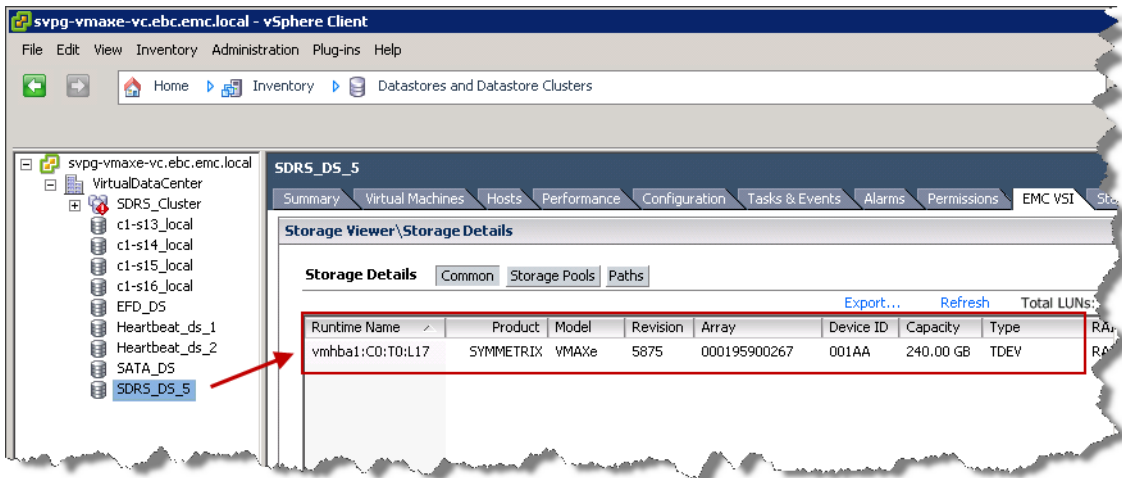 svpg-vmaxe-vc.ebc.emc.local - vSphere Client
File Edit View Inventory Administration Plug-ins Help
Home Inventory Datastores and Datastore Clusters
svpg-vmaxe-vc.ebc.emc.local
VirtualDataCenter
SDRS_Cluster
c1-s13_local
c1-s14_local
c1-s15_local
c1-s16_local
EFD_DS
Heartbeat_ds_1
Heartbeat_ds_2
SATA_DS
SDRS_DS_5
SDRS_DS_5
Summary Virtual Machines Hosts Performance Configuration Tasks & Events Alarms Permissions EMC VSI
Storage Viewer\Storage Details
Storage Details Common Storage Pools Paths
Export... Refresh Total LUNs:
Runtime Name Product Model Revision Array Device ID Capacity Type
vmhba1:C0:T0:L17 SYMMETRIX VMAXe 5875 000195900267 001AA 240.00 GB TDEV